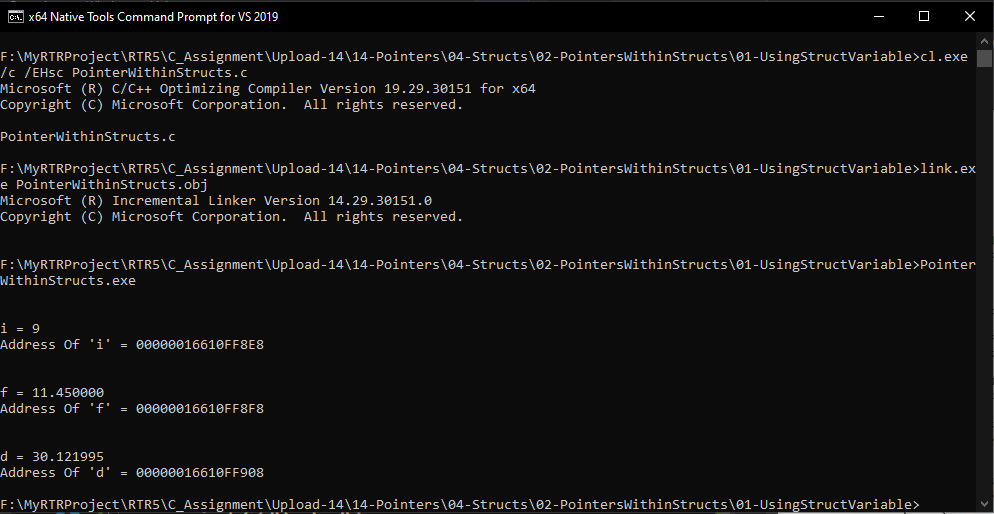 x64 Native Tools Command Prompt for VS 2019
F:\MyRTRProject\RTR5\C_Assignment\Upload-14\14-Pointers\04-Structs\02-PointersWithinStructs\01-UsingStructVariable>cl.exe
/c /EHsc PointerWithinStructs.c
Microsoft (R) C/C++ Optimizing Compiler Version 19.29.30151 for x64
Copyright (C) Microsoft Corporation.  All rights reserved.
PointerWithinStructs.c
F:\MyRTRProject\RTR5\C_Assignment\Upload-14\14-Pointers\04-Structs\02-PointersWithinStructs\01-UsingStructVariable>link.ex
e PointerWithinStructs.obj
Microsoft (R) Incremental Linker Version 14.29.30151.0
Copyright (C) Microsoft Corporation.  All rights reserved.
F:\MyRTRProject\RTR5\C_Assignment\Upload-14\14-Pointers\04-Structs\02-PointersWithinStructs\01-UsingStructVariable>Pointer
WithinStructs.exe
i = 9
Address Of 'i' = 00000016610FF8E8
f = 11.450000
Address Of 'f' = 00000016610FF8F8
d = 30.121995
Address Of 'd' = 00000016610FF908
F:\MyRTRProject\RTR5\C_Assignment\Upload-14\14-Pointers\04-Structs\02-PointersWithinStructs\01-UsingStructVariable>